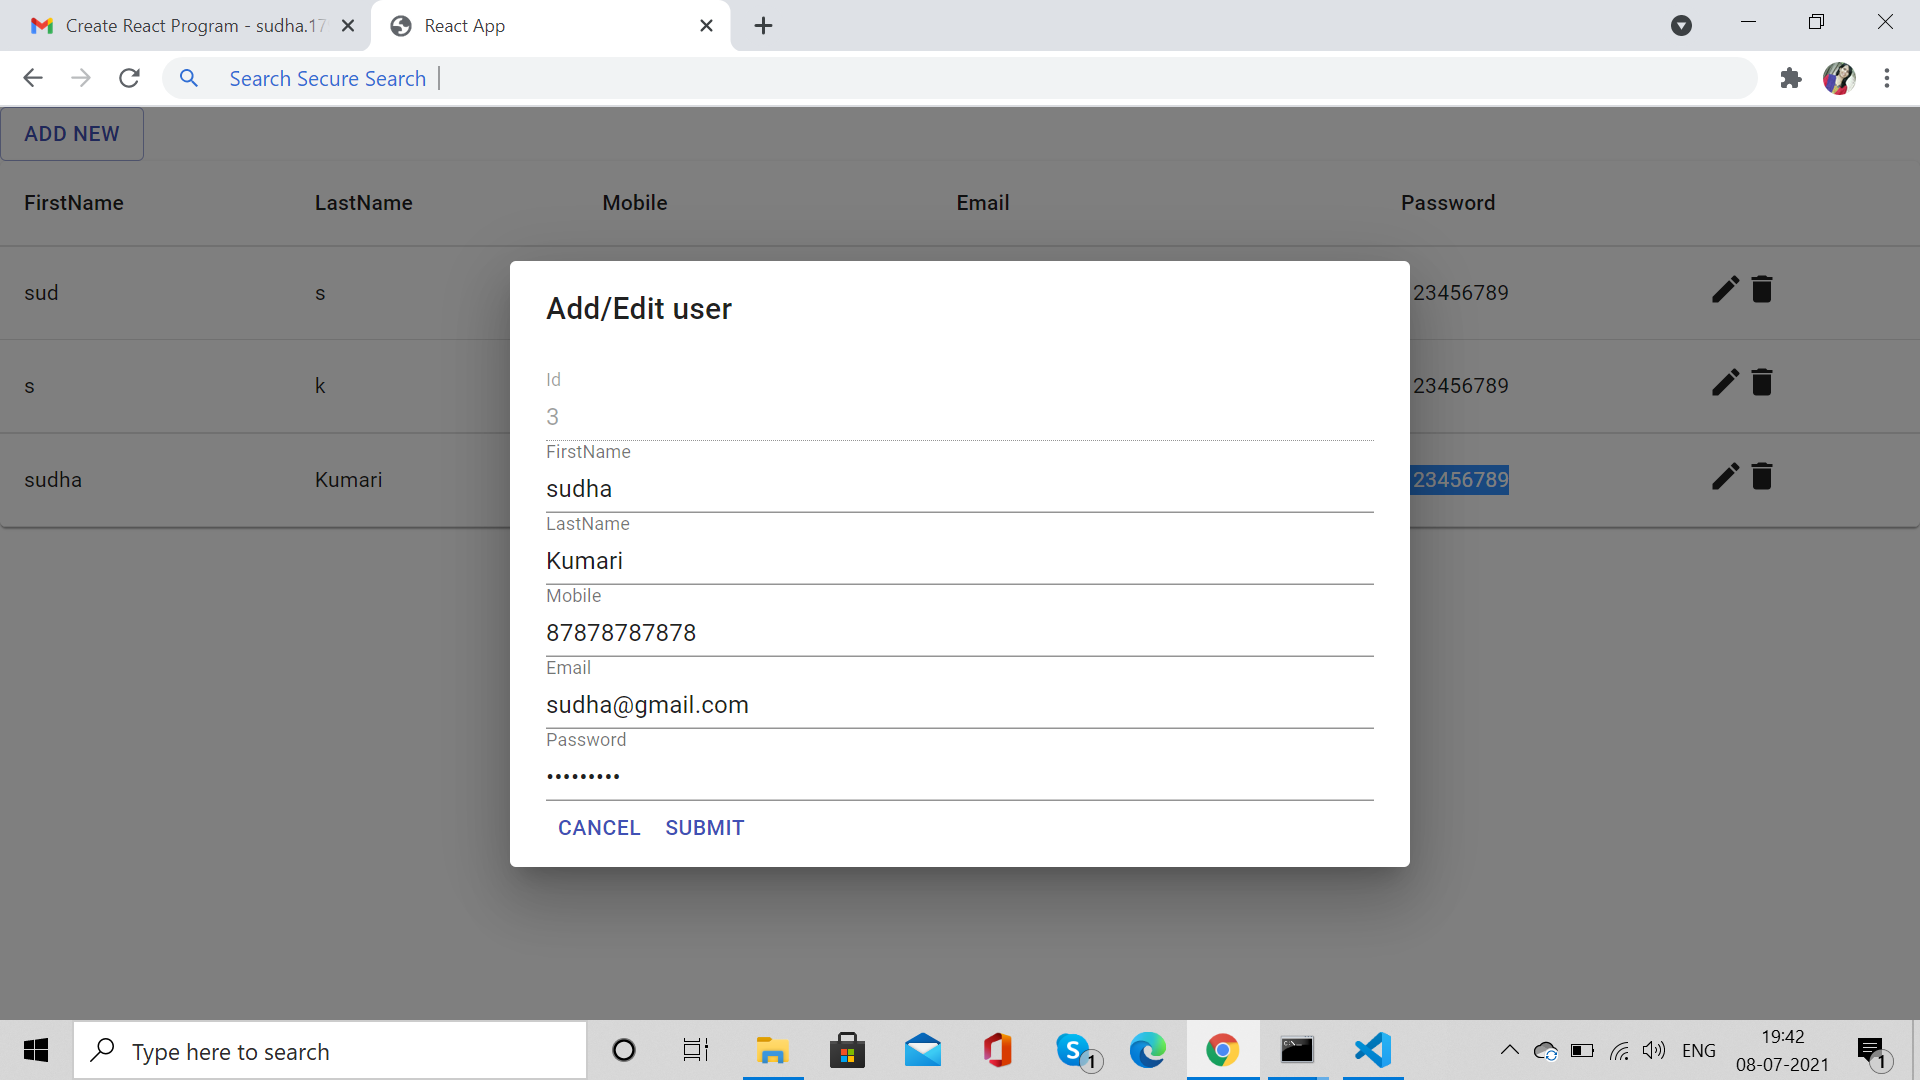 Create React Program - sudha.17
React App
Search Secure Search
ADD NEW
FirstName LastName Mobile Email Password
sud s 23456789
s k 23456789
sudha Kumari 23456789
Add/Edit user
Id
3
FirstName
sudha
LastName
Kumari
Mobile
87878787878
Email
sudha@gmail.com
Password
•••••••••
CANCEL SUBMIT
Type here to search
S
1
ENG
19:42
08-07-2021
1